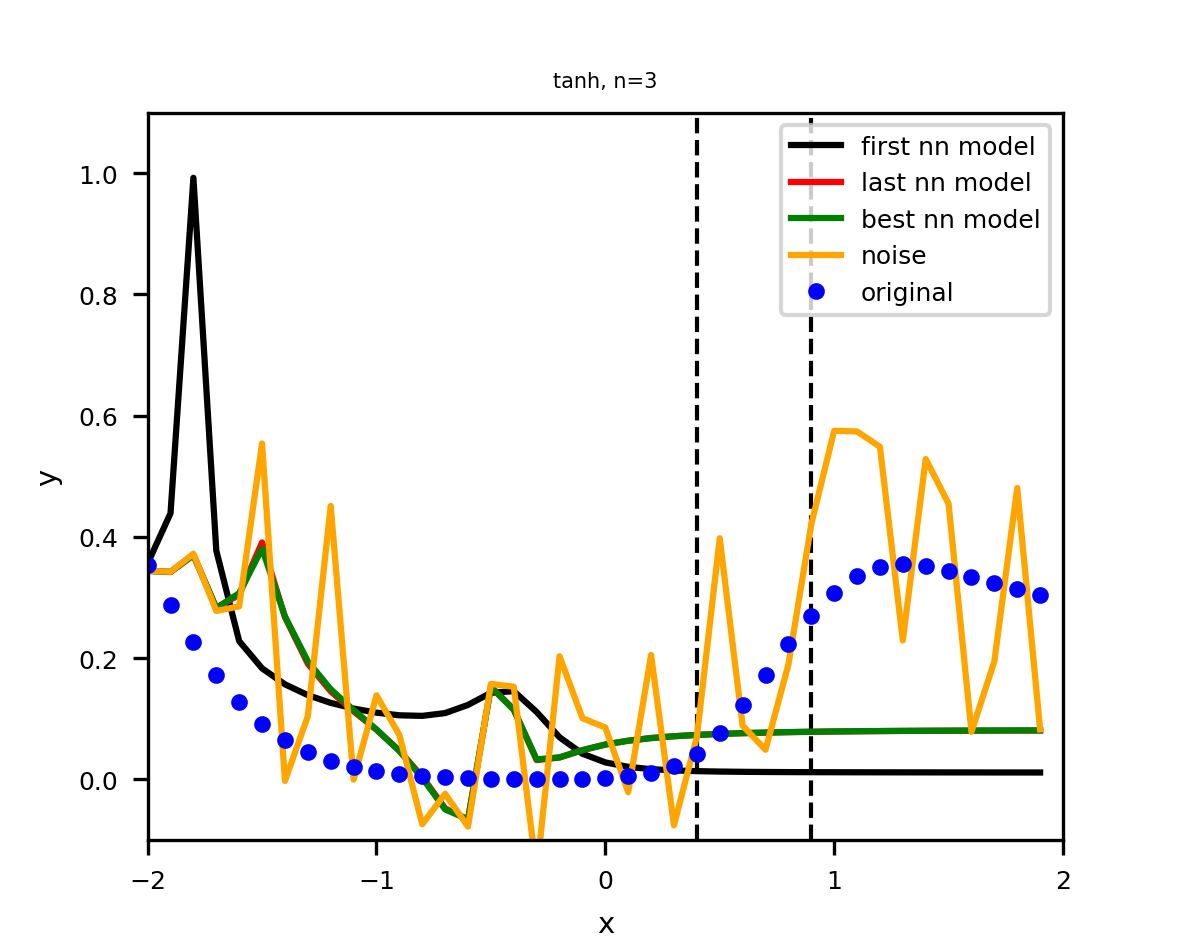 tanh, n=3
first nn model
last nn model
best nn model
noise
original
1.0
0.8
0.6
0.4
0.2
0.0
y
−2
−1
0
1
2
x